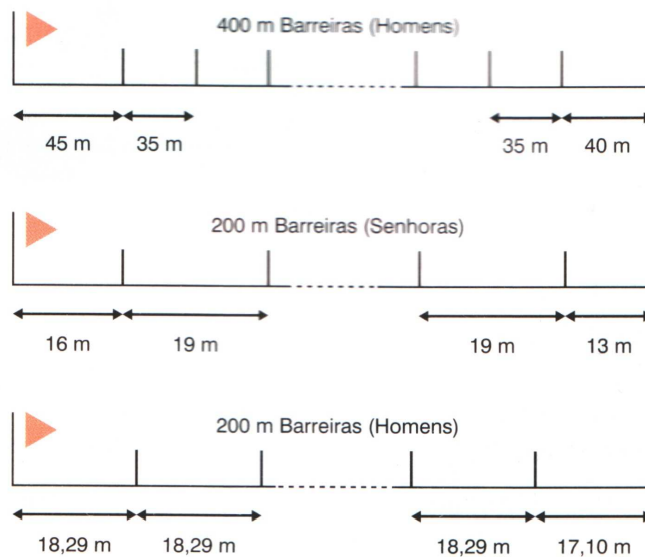 400 m Barreiras (Homens)
45 m 35 m 35 m 40 m
200 m Barreiras (Senhoras)
16 m 19 m 19 m 13 m
200 m Barreiras (Homens)
18,29 m 18,29 m 18,29 m 17,10 m